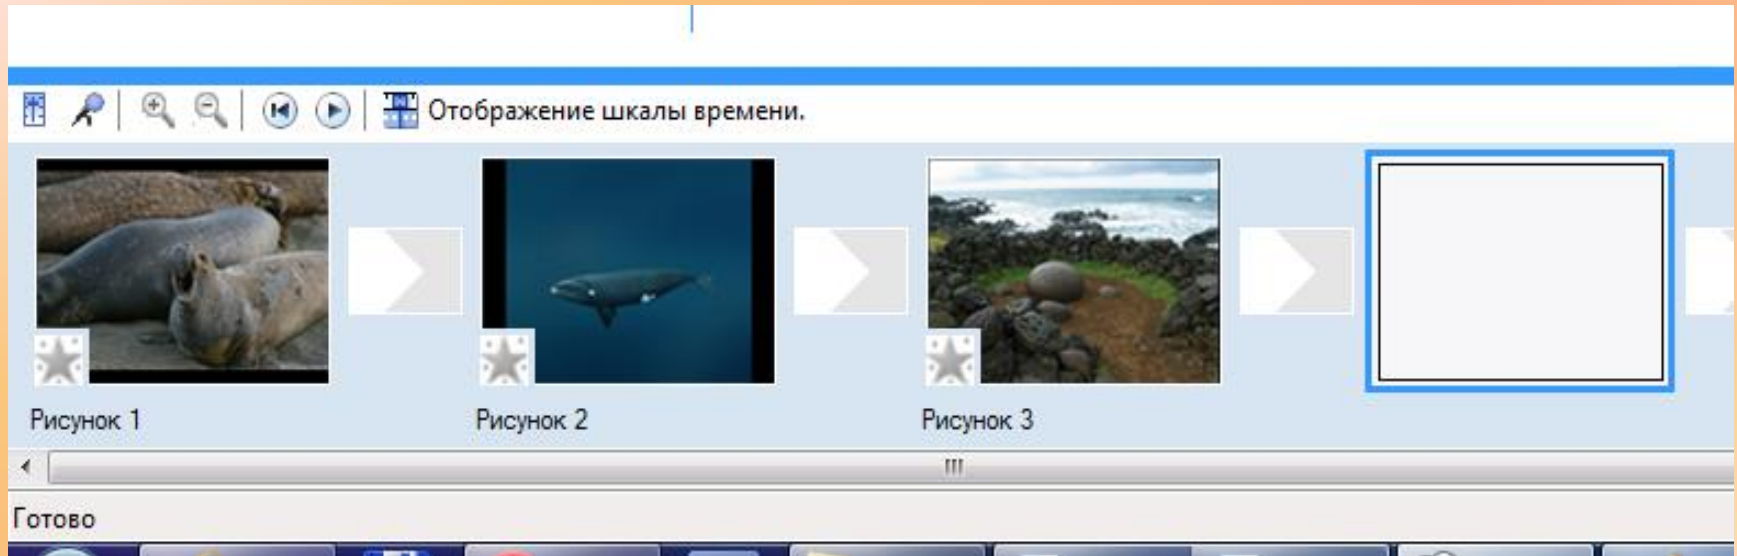 Отображение шкалы времени.
Рисунок 1
Рисунок 2
Рисунок 3
Готово